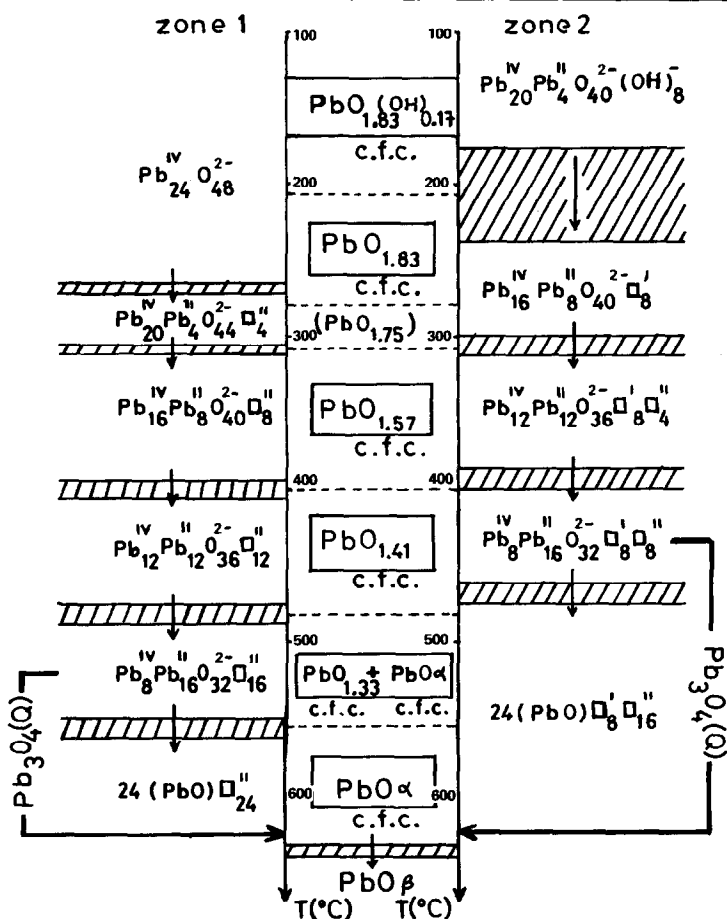 zone 1
zone 2
100
100
PbO₁.₈₃(OH)₀.₁₇
c.f.c.
Pb₂₀ᴵⱽPb₄ᴵᴵO₄₀²⁻(OH)₈⁻
Pb₂₄ᴵⱽO₄₈²⁻
200
200
PbO₁.₈₃
c.f.c.
Pb₁₆ᴵⱽPb₈ᴵᴵO₄₀²⁻□₈'
Pb₂₀ᴵⱽPb₄ᴵᴵO₄₄²⁻□₄''
(PbO₁.₇₅)
300
300
Pb₁₆ᴵⱽPb₈ᴵᴵO₄₀²⁻□₈''
PbO₁.₅₇
c.f.c.
Pb₁₂ᴵⱽPb₁₂ᴵᴵO₃₆²⁻□₈'□₄''
400
400
Pb₁₂ᴵⱽPb₁₂ᴵᴵO₃₆²⁻□₁₂''
PbO₁.₄₁
c.f.c.
Pb₈ᴵⱽPb₁₆ᴵᴵO₃₂²⁻□₈'□₈''
500
500
Pb₈ᴵⱽPb₁₆ᴵᴵO₃₂²⁻□₁₆''
PbO₁.₃₃ + PbOα
c.f.c. c.f.c.
24(PbO)□₈'□₁₆''
Pb₃O₄(Q)
Pb₃O₄(Q)
24(PbO)□₂₄''
PbOα
600
600
c.f.c.
PbOβ
T(°C)
T(°C)